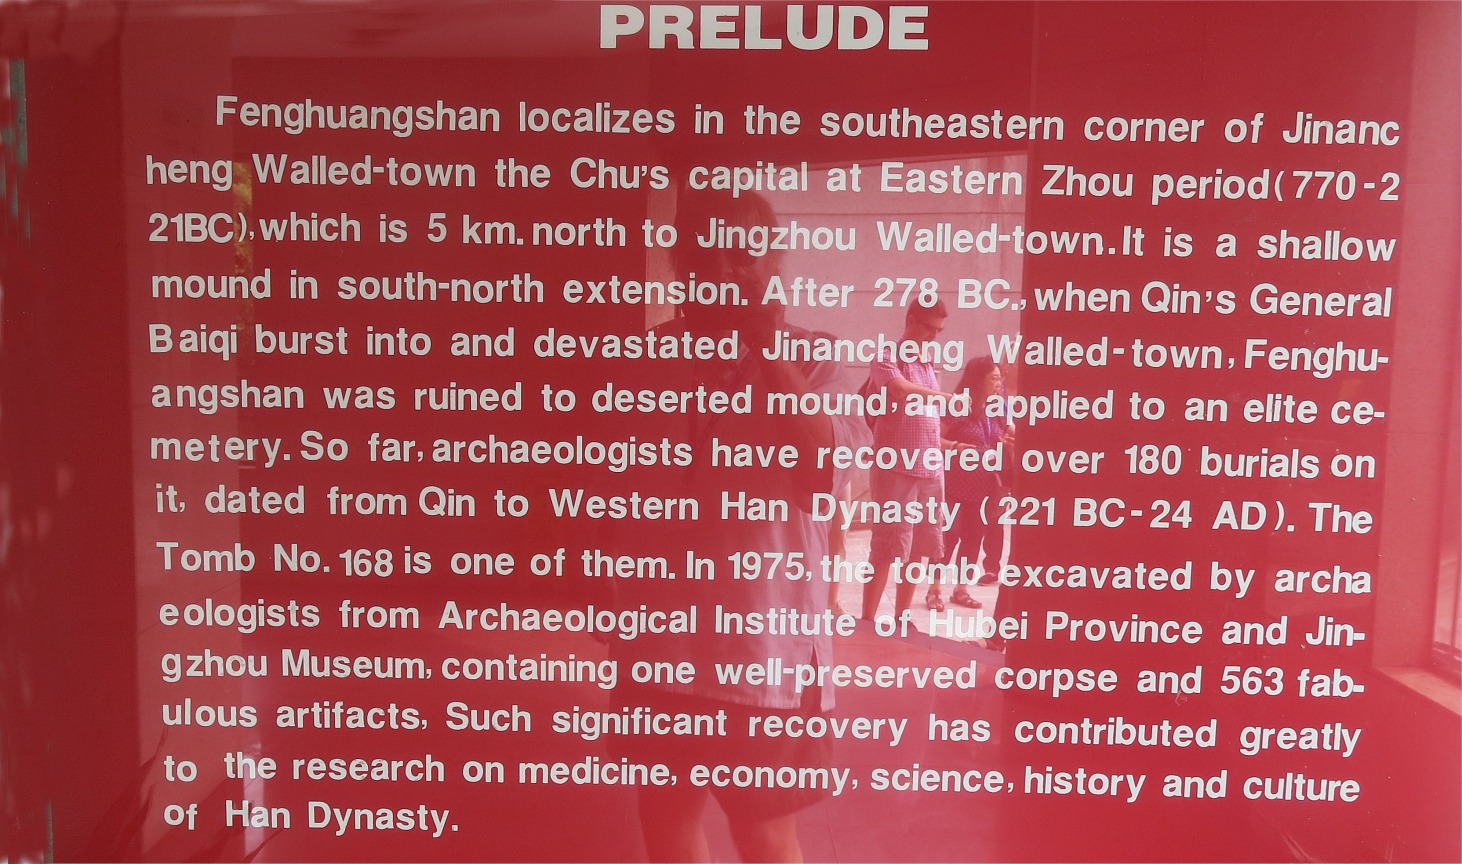 PRELUDE
Fenghuangshan localizes in the southeastern corner of Jinanc
heng Walled-town the Chu's capital at Eastern Zhou period(770-2
21BC),which is 5 km. north to Jingzhou Walled-town.It is a shallow
mound in south-north extension. After 278 BC., when Qin's General
Baiqi burst into and devastated Jinancheng Walled-town, Fenghu-
angshan was ruined to deserted mound, and applied to an elite ce-
metery. So far, archaeologists have recovered over 180 burials on
it, dated from Qin to Western Han Dynasty (221 BC-24 AD). The
Tomb No. 168 is one of them. In 1975, the tomb excavated by archa
eologists from Archaeological Institute of Hubei Province and Jin-
gzhou Museum, containing one well-preserved corpse and 563 fab-
ulous artifacts, Such significant recovery has contributed greatly
to the research on medicine, economy, science, history and culture
of Han Dynasty.